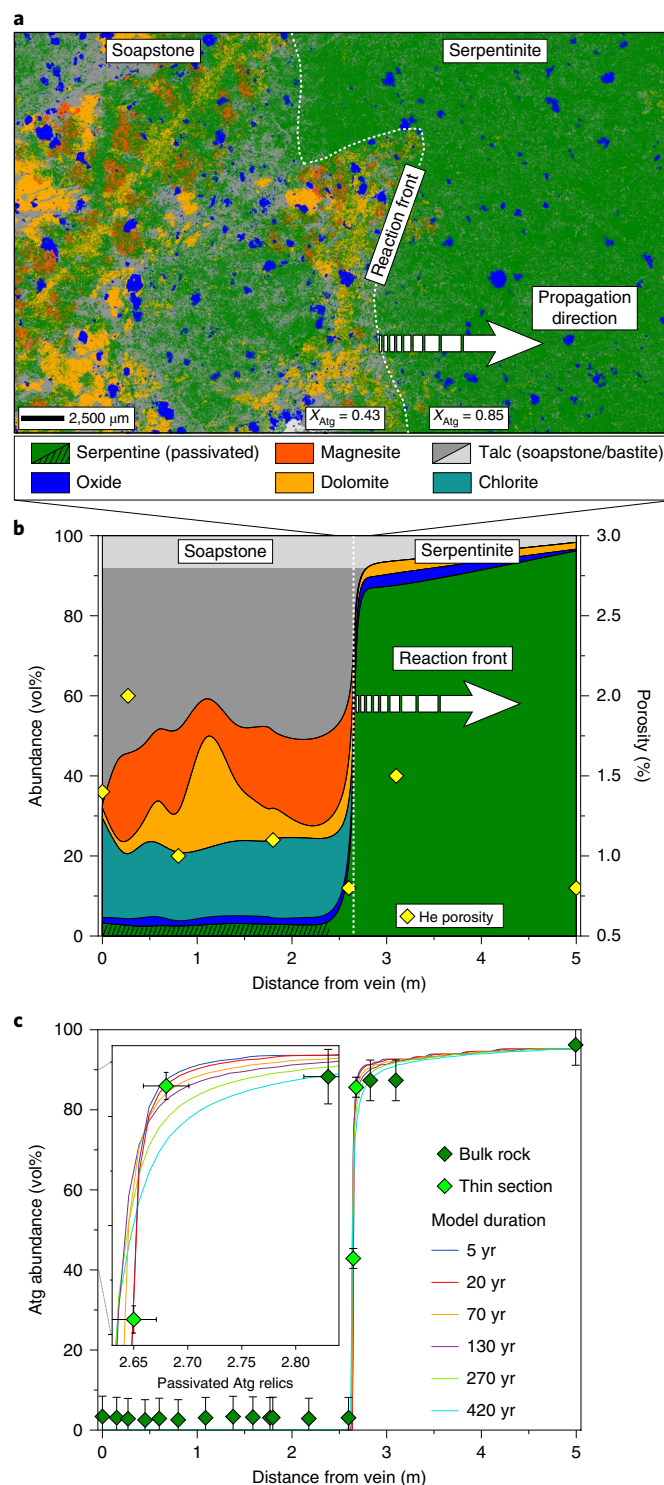 a
Soapstone
Serpentinite
Reaction front
Propagation
direction
2,500 μm
X_Atg = 0.43
X_Atg = 0.85
Serpentine (passivated)
Magnesite
Talc (soapstone/bastite)
Oxide
Dolomite
Chlorite
b
100
80
60
40
20
0
Abundance (vol%)
Soapstone
Serpentinite
Reaction front
He porosity
3.0
2.5
2.0
1.5
1.0
0.5
Porosity (%)
0
1
2
3
4
5
Distance from vein (m)
c
100
80
60
40
20
0
Atg abundance (vol%)
2.65
2.70
2.75
2.80
Passivated Atg relics
Bulk rock
Thin section
Model duration
5 yr
20 yr
70 yr
130 yr
270 yr
420 yr
0
1
2
3
4
5
Distance from vein (m)